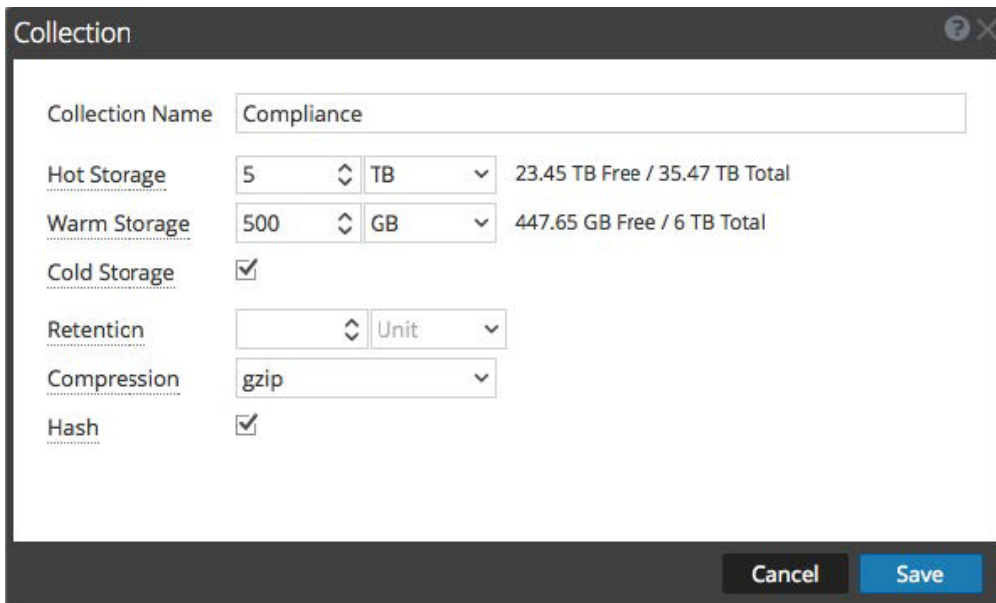 Collection
Collection Name Compliance
Hot Storage 5 TB 23.45 TB Free / 35.47 TB Total
Warm Storage 500 GB 447.65 GB Free / 6 TB Total
Cold Storage
Retention Unit
Compression gzip
Hash
Cancel Save